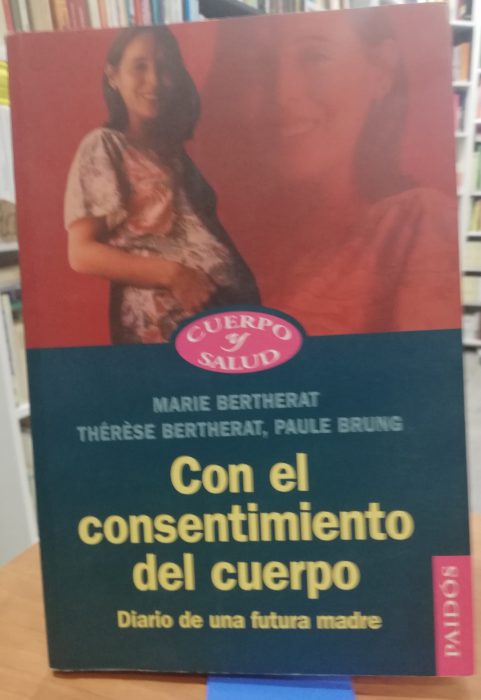 CUERPO
y
SALUD
MARIE BERTHERAT
THÉRÈSE BERTHERAT, PAULE BRUNG
Con el
consentimiento
del cuerpo
Diario de una futura madre
PAIDÓS